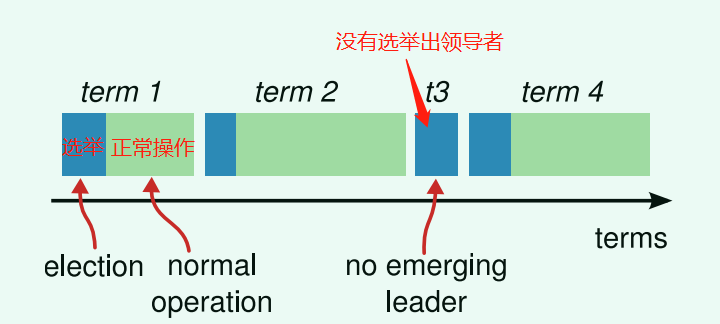 没有选举出领导者
term 1
term 2
t3
term 4
选举
正常操作
terms
election
normal
operation
no emerging
leader